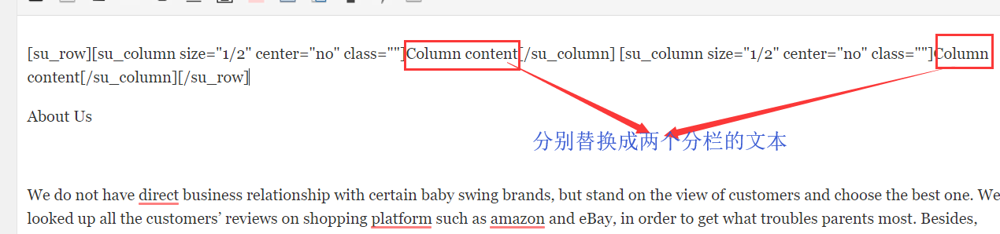 [su_row][su_column size="1/2" center="no" class=""]Column content[/su_column] [su_column size="1/2" center="no" class=""]Column
content[/su_column][/su_row]
About Us
分别替换成两个分栏的文本
We do not have direct business relationship with certain baby swing brands, but stand on the view of customers and choose the best one. We
looked up all the customers’ reviews on shopping platform such as amazon and eBay, in order to get what troubles parents most. Besides,